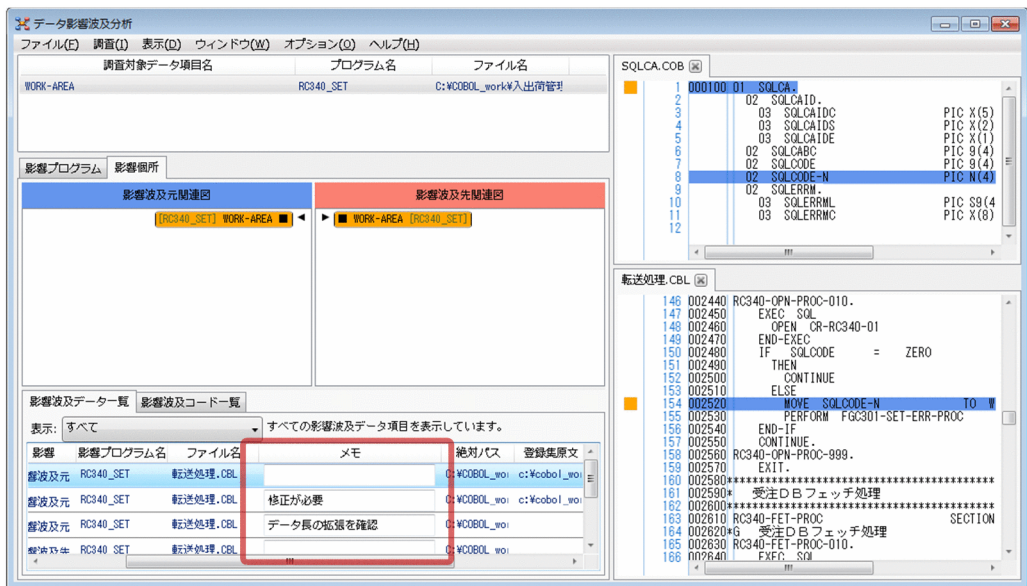 データ影響波及分析
ファイル(F) 調査(I) 表示(D) ウィンドウ(W) オプション(O) ヘルプ(H)
調査対象データ項目名 プログラム名 ファイル名
WORK-AREA RC340_SET C:¥COBOL_work¥入出荷管理
影響プログラム 影響個所
影響波及元関連図 影響波及先関連図
[RC340_SET] WORK-AREA ■ ◄ ► ■ WORK-AREA [RC340_SET]
影響波及データ一覧 影響波及コード一覧
表示: すべて すべての影響波及データ項目を表示しています。
影響 影響プログラム名 ファイル名 メモ 絶対パス 登録集原文
響波及元 RC340_SET 転送処理.CBL C:¥COBOL_wo c:¥cobol_wo
響波及元 RC340_SET 転送処理.CBL 修正が必要 C:¥COBOL_wo c:¥cobol_wo
響波及元 RC340_SET 転送処理.CBL データ長の拡張を確認 C:¥COBOL_wo
響波及先 RC340_SET 転送処理.CBL C:¥COBOL_wo
SQLCA.COB
1 000100 01 SQLCA.
2 02 SQLCAID.
3 03 SQLCAIDC PIC X(5)
4 03 SQLCAIDS PIC X(2)
5 03 SQLCAIDE PIC X(1)
6 02 SQLCABC PIC 9(4)
7 02 SQLCODE PIC 9(4)
8 02 SQLCODE-N PIC N(4)
9 02 SQLERRM.
10 03 SQLERRML PIC S9(4
11 03 SQLERRMC PIC X(8)
12
転送処理.CBL
146 002440 RC340-OPN-PROC-010.
147 002450 EXEC SQL
148 002460 OPEN CR-RC340-01
149 002470 END-EXEC
150 002480 IF SQLCODE = ZERO
151 002490 THEN
152 002500 CONTINUE
153 002510 ELSE
154 002520 MOVE SQLCODE-N TO W
155 002530 PERFORM FGC301-SET-ERR-PROC
156 002540 END-IF
157 002550 CONTINUE.
158 002560 RC340-OPN-PROC-999.
159 002570 EXIT.
160 002580*****************************************
161 002590* 受注ＤＢフェッチ処理
162 002600*****************************************
163 002610 RC340-FET-PROC SECTION
164 002620*G 受注ＤＢフェッチ処理
165 002630 RC340-FET-PROC-010.
166 002640 EXEC SQL